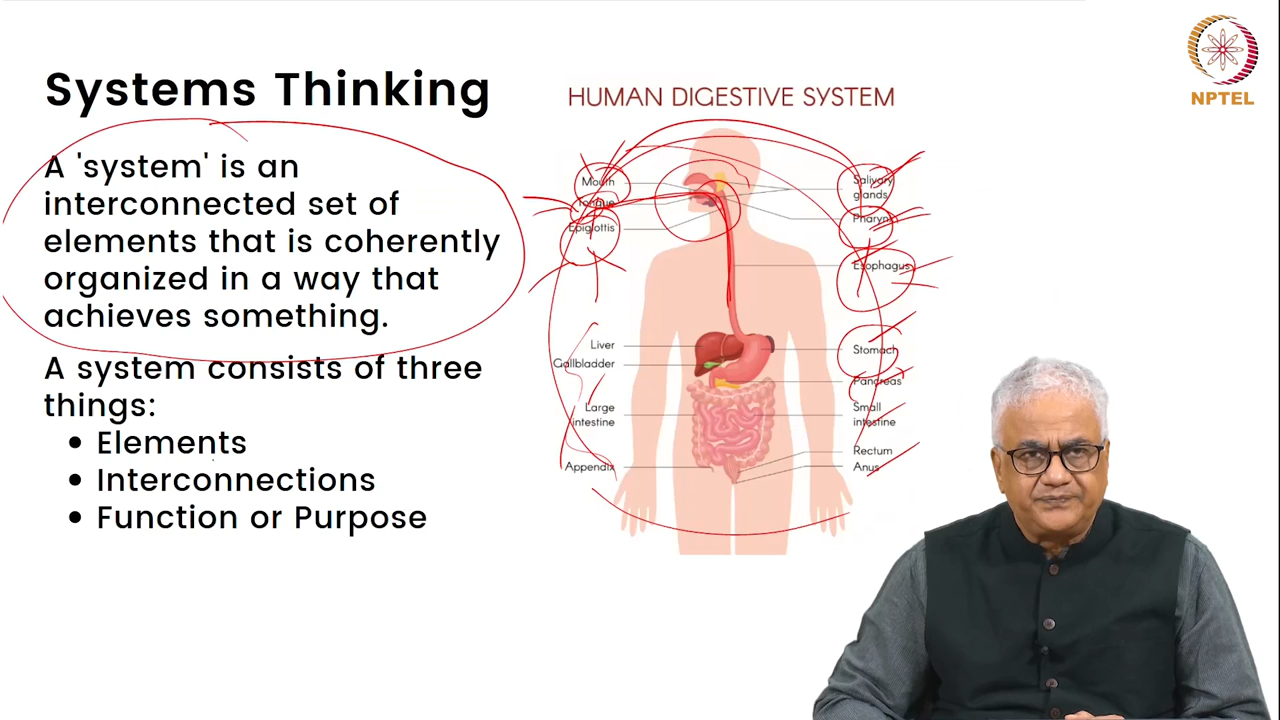 Systems Thinking
A 'system' is an
interconnected set of
elements that is coherently
organized in a way that
achieves something.
A system consists of three
things:
• Elements
• Interconnections
• Function or Purpose
HUMAN DIGESTIVE SYSTEM
Mouth
Tongue
Epiglottis
Liver
Gallbladder
Large
intestine
Appendix
Salivary
glands
Pharynx
Esophagus
Stomach
Pancreas
Small
intestine
Rectum
Anus
NPTEL